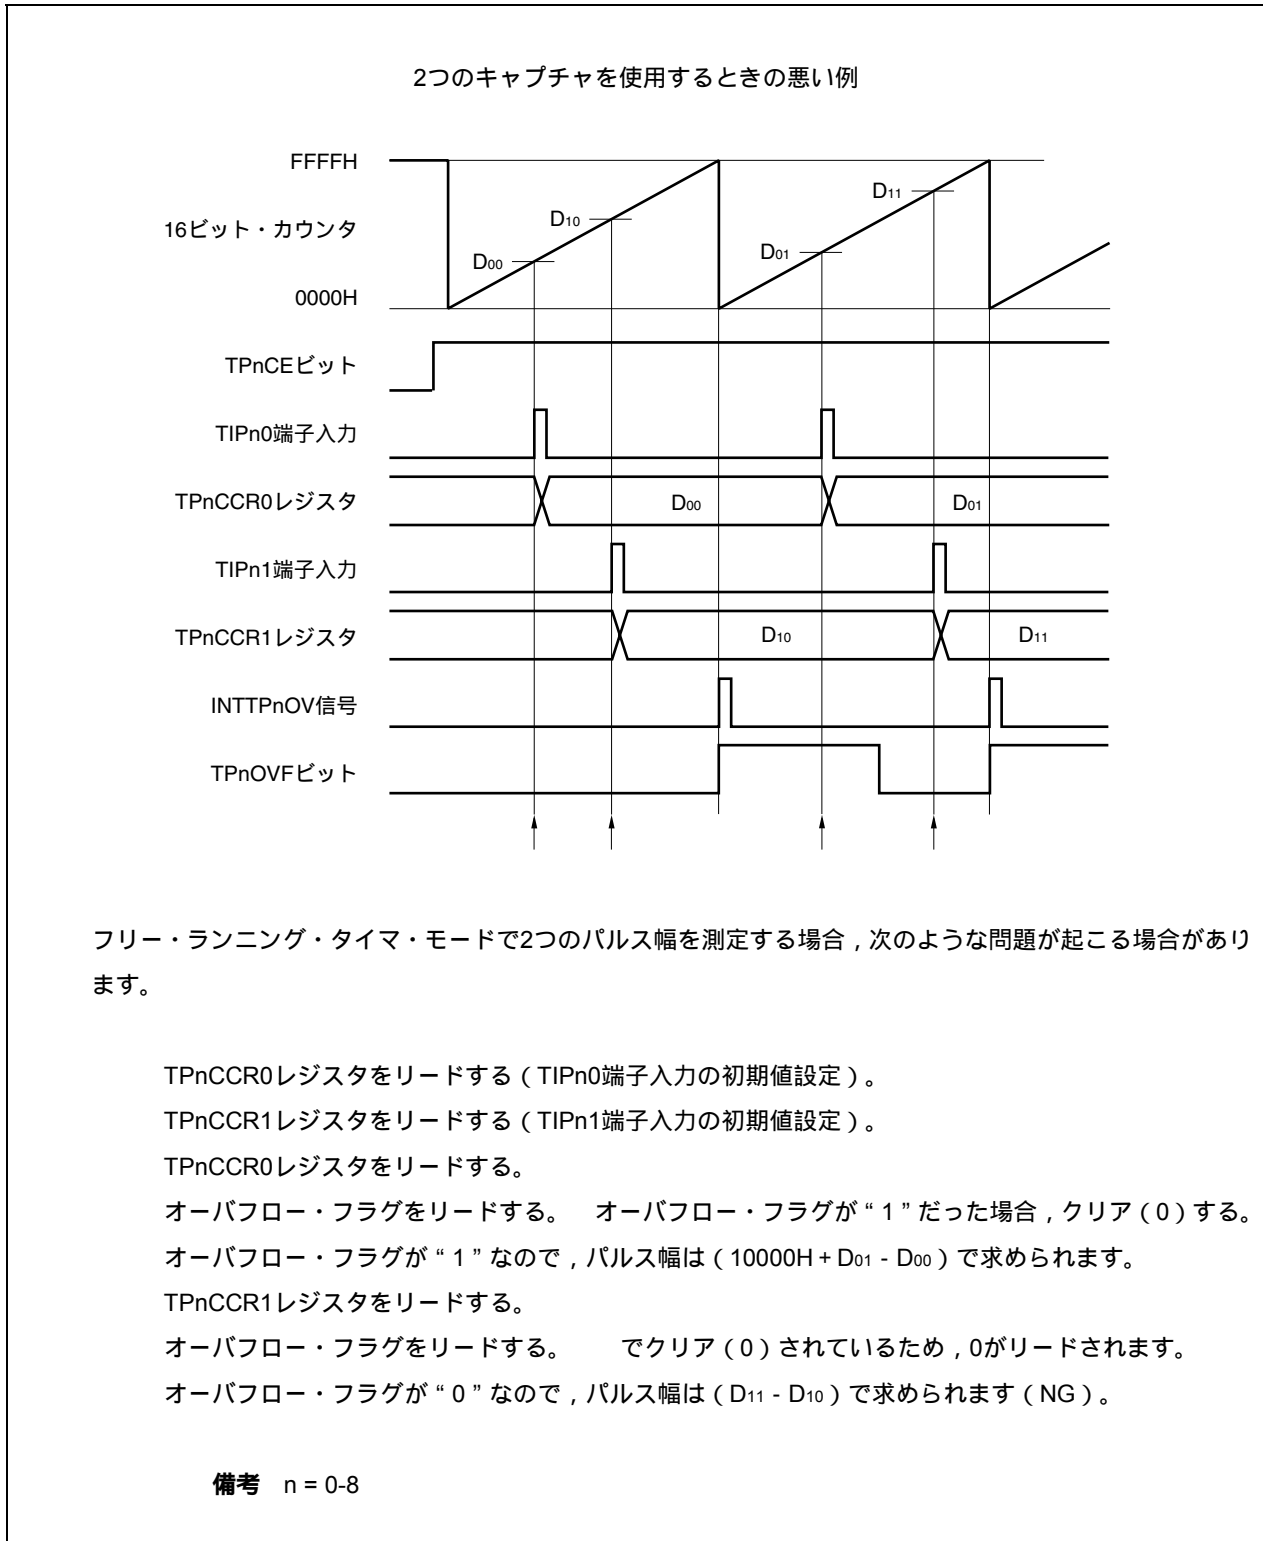 2つのキャプチャを使用するときの悪い例
FFFFH
16ビット・カウンタ
0000H
D10
D00
D11
D01
TPnCEビット
TIPn0端子入力
TPnCCR0レジスタ
D00
D01
TIPn1端子入力
TPnCCR1レジスタ
D10
D11
INTTPnOV信号
TPnOVFビット
フリー・ランニング・タイマ・モードで2つのパルス幅を測定する場合，次のような問題が起こる場合があり
ます。
TPnCCR0レジスタをリードする（TIPn0端子入力の初期値設定）。
TPnCCR1レジスタをリードする（TIPn1端子入力の初期値設定）。
TPnCCR0レジスタをリードする。
オーバフロー・フラグをリードする。　オーバフロー・フラグが“1”だった場合，クリア（0）する。
オーバフロー・フラグが“1”なので，パルス幅は（10000H + D01 - D00）で求められます。
TPnCCR1レジスタをリードする。
オーバフロー・フラグをリードする。　　でクリア（0）されているため，0がリードされます。
オーバフロー・フラグが“0”なので，パルス幅は（D11 - D10）で求められます（NG）。
備考　n = 0-8